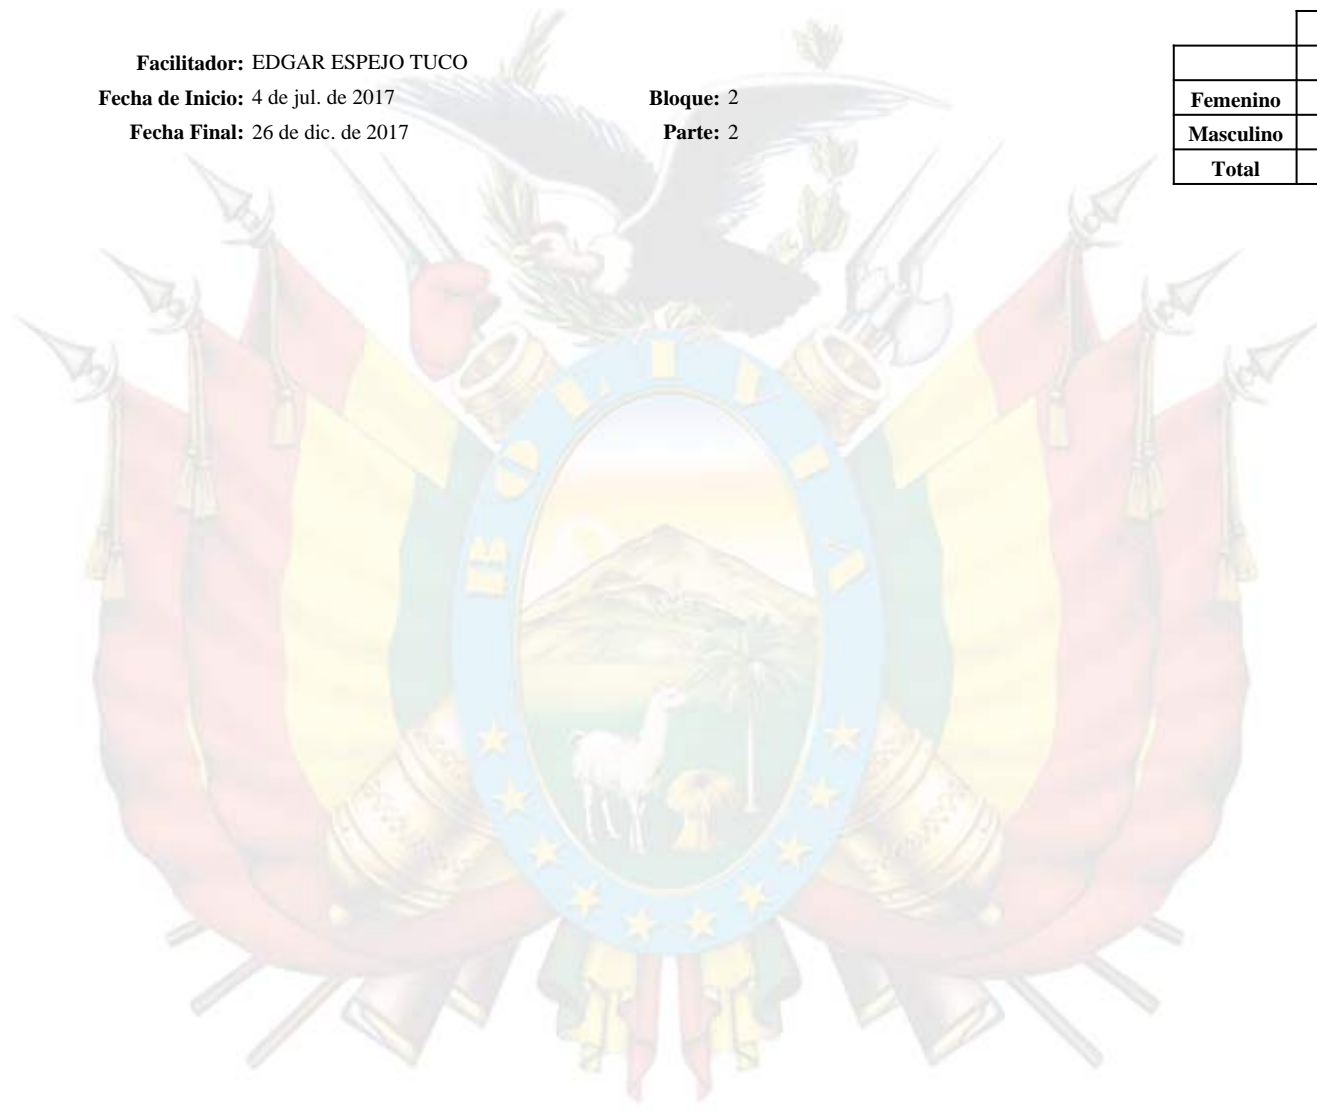 Facilitador: EDGAR ESPEJO TUCO
Fecha de Inicio: 4 de jul. de 2017
Bloque: 2
Fecha Final: 26 de dic. de 2017
Parte: 2
Femenino
Masculino
Total
BOLIVIA